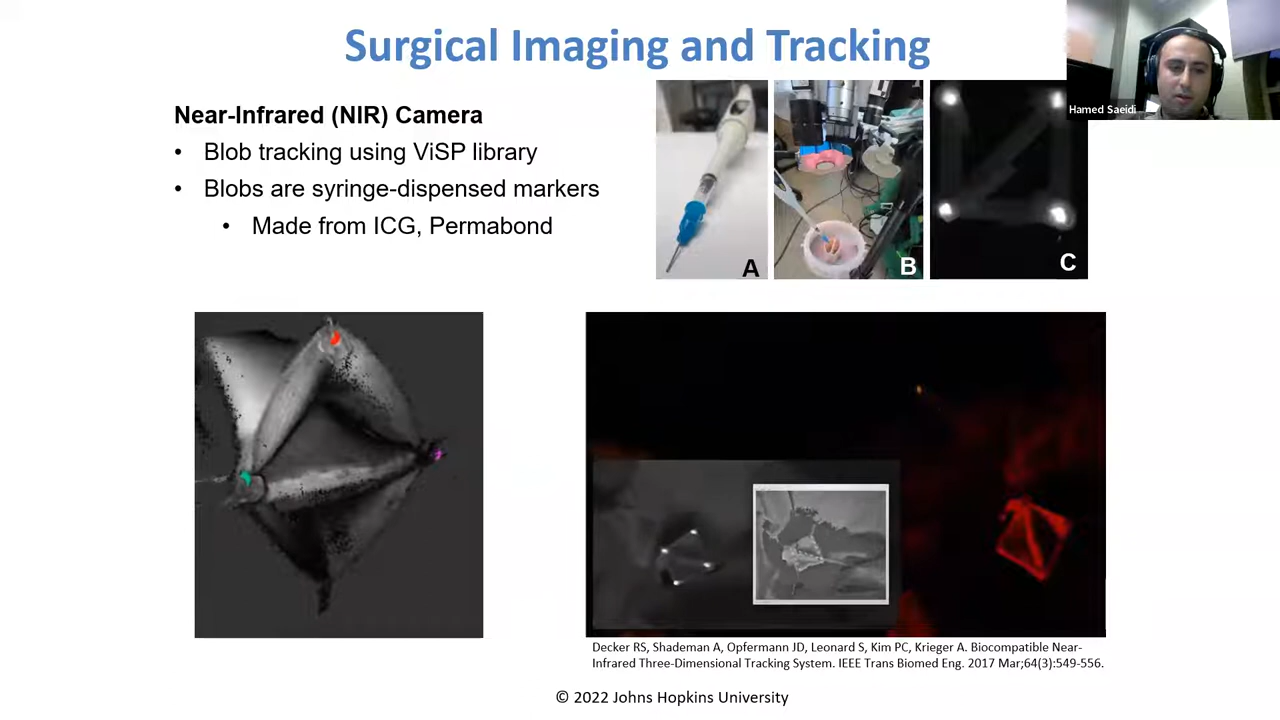 Surgical Imaging and Tracking
Hamed Saeidi
Near-Infrared (NIR) Camera
• Blob tracking using ViSP library
• Blobs are syringe-dispensed markers
• Made from ICG, Permabond
A
B
C
Decker RS, Shademan A, Opfermann JD, Leonard S, Kim PC, Krieger A. Biocompatible Near-
Infrared Three-Dimensional Tracking System. IEEE Trans Biomed Eng. 2017 Mar;64(3):549-556.
© 2022 Johns Hopkins University